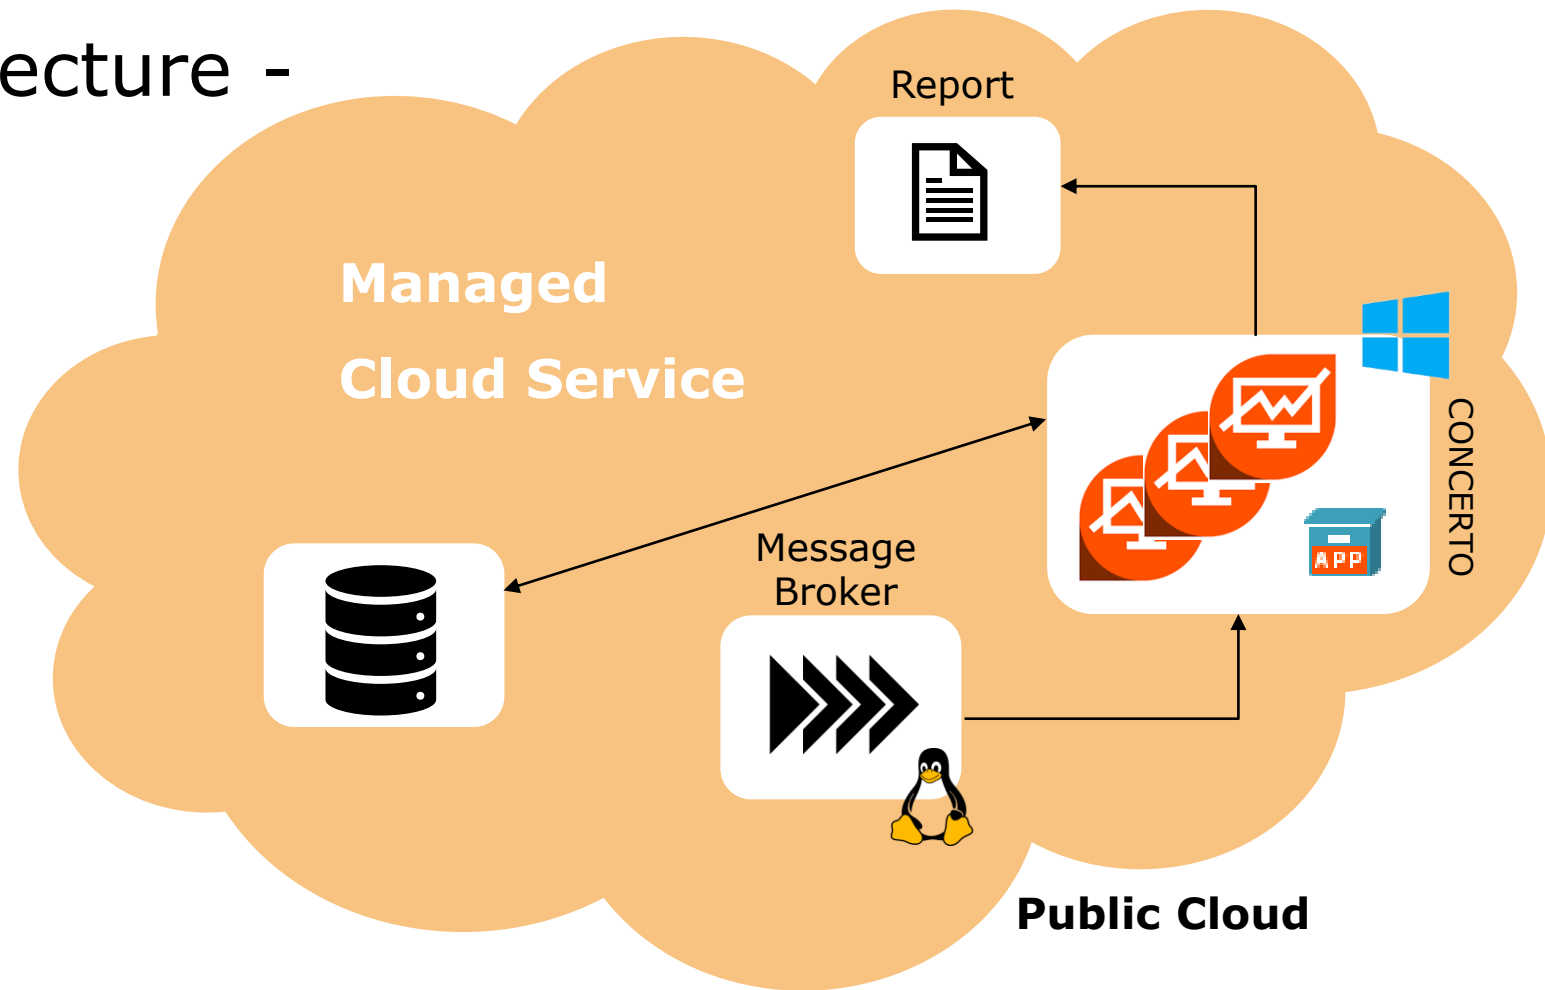 ecture -
Report
Managed
Cloud Service
CONCERTO
APP
Message
Broker
Public Cloud